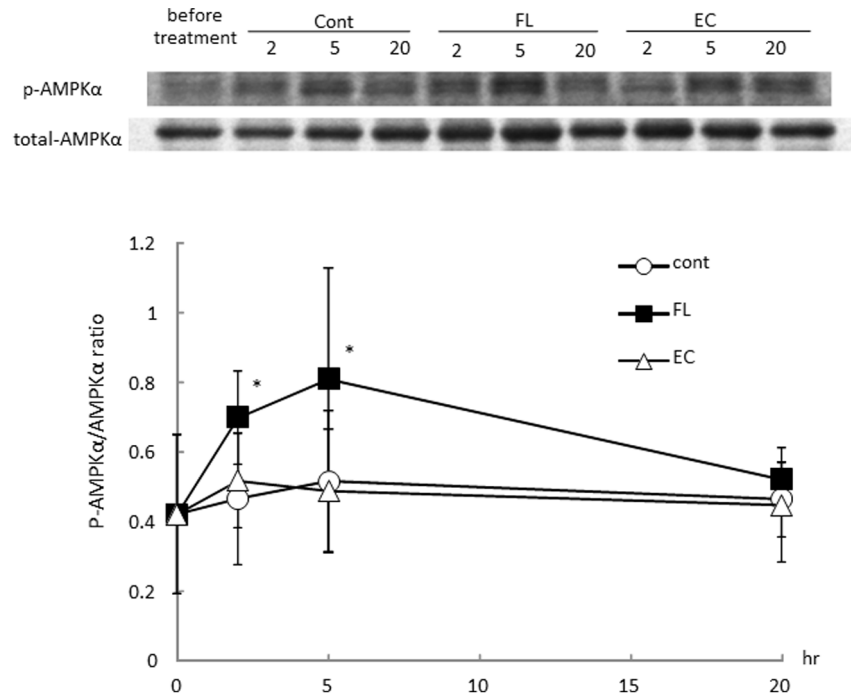 before treatment
Cont
FL
EC
2 5 20 2 5 20 2 5 20
p-AMPKα
total-AMPKα
1.2
1
0.8
0.6
0.4
0.2
0
P-AMPKα/AMPKα ratio
*
*
cont
FL
EC
0 5 10 15 20
hr